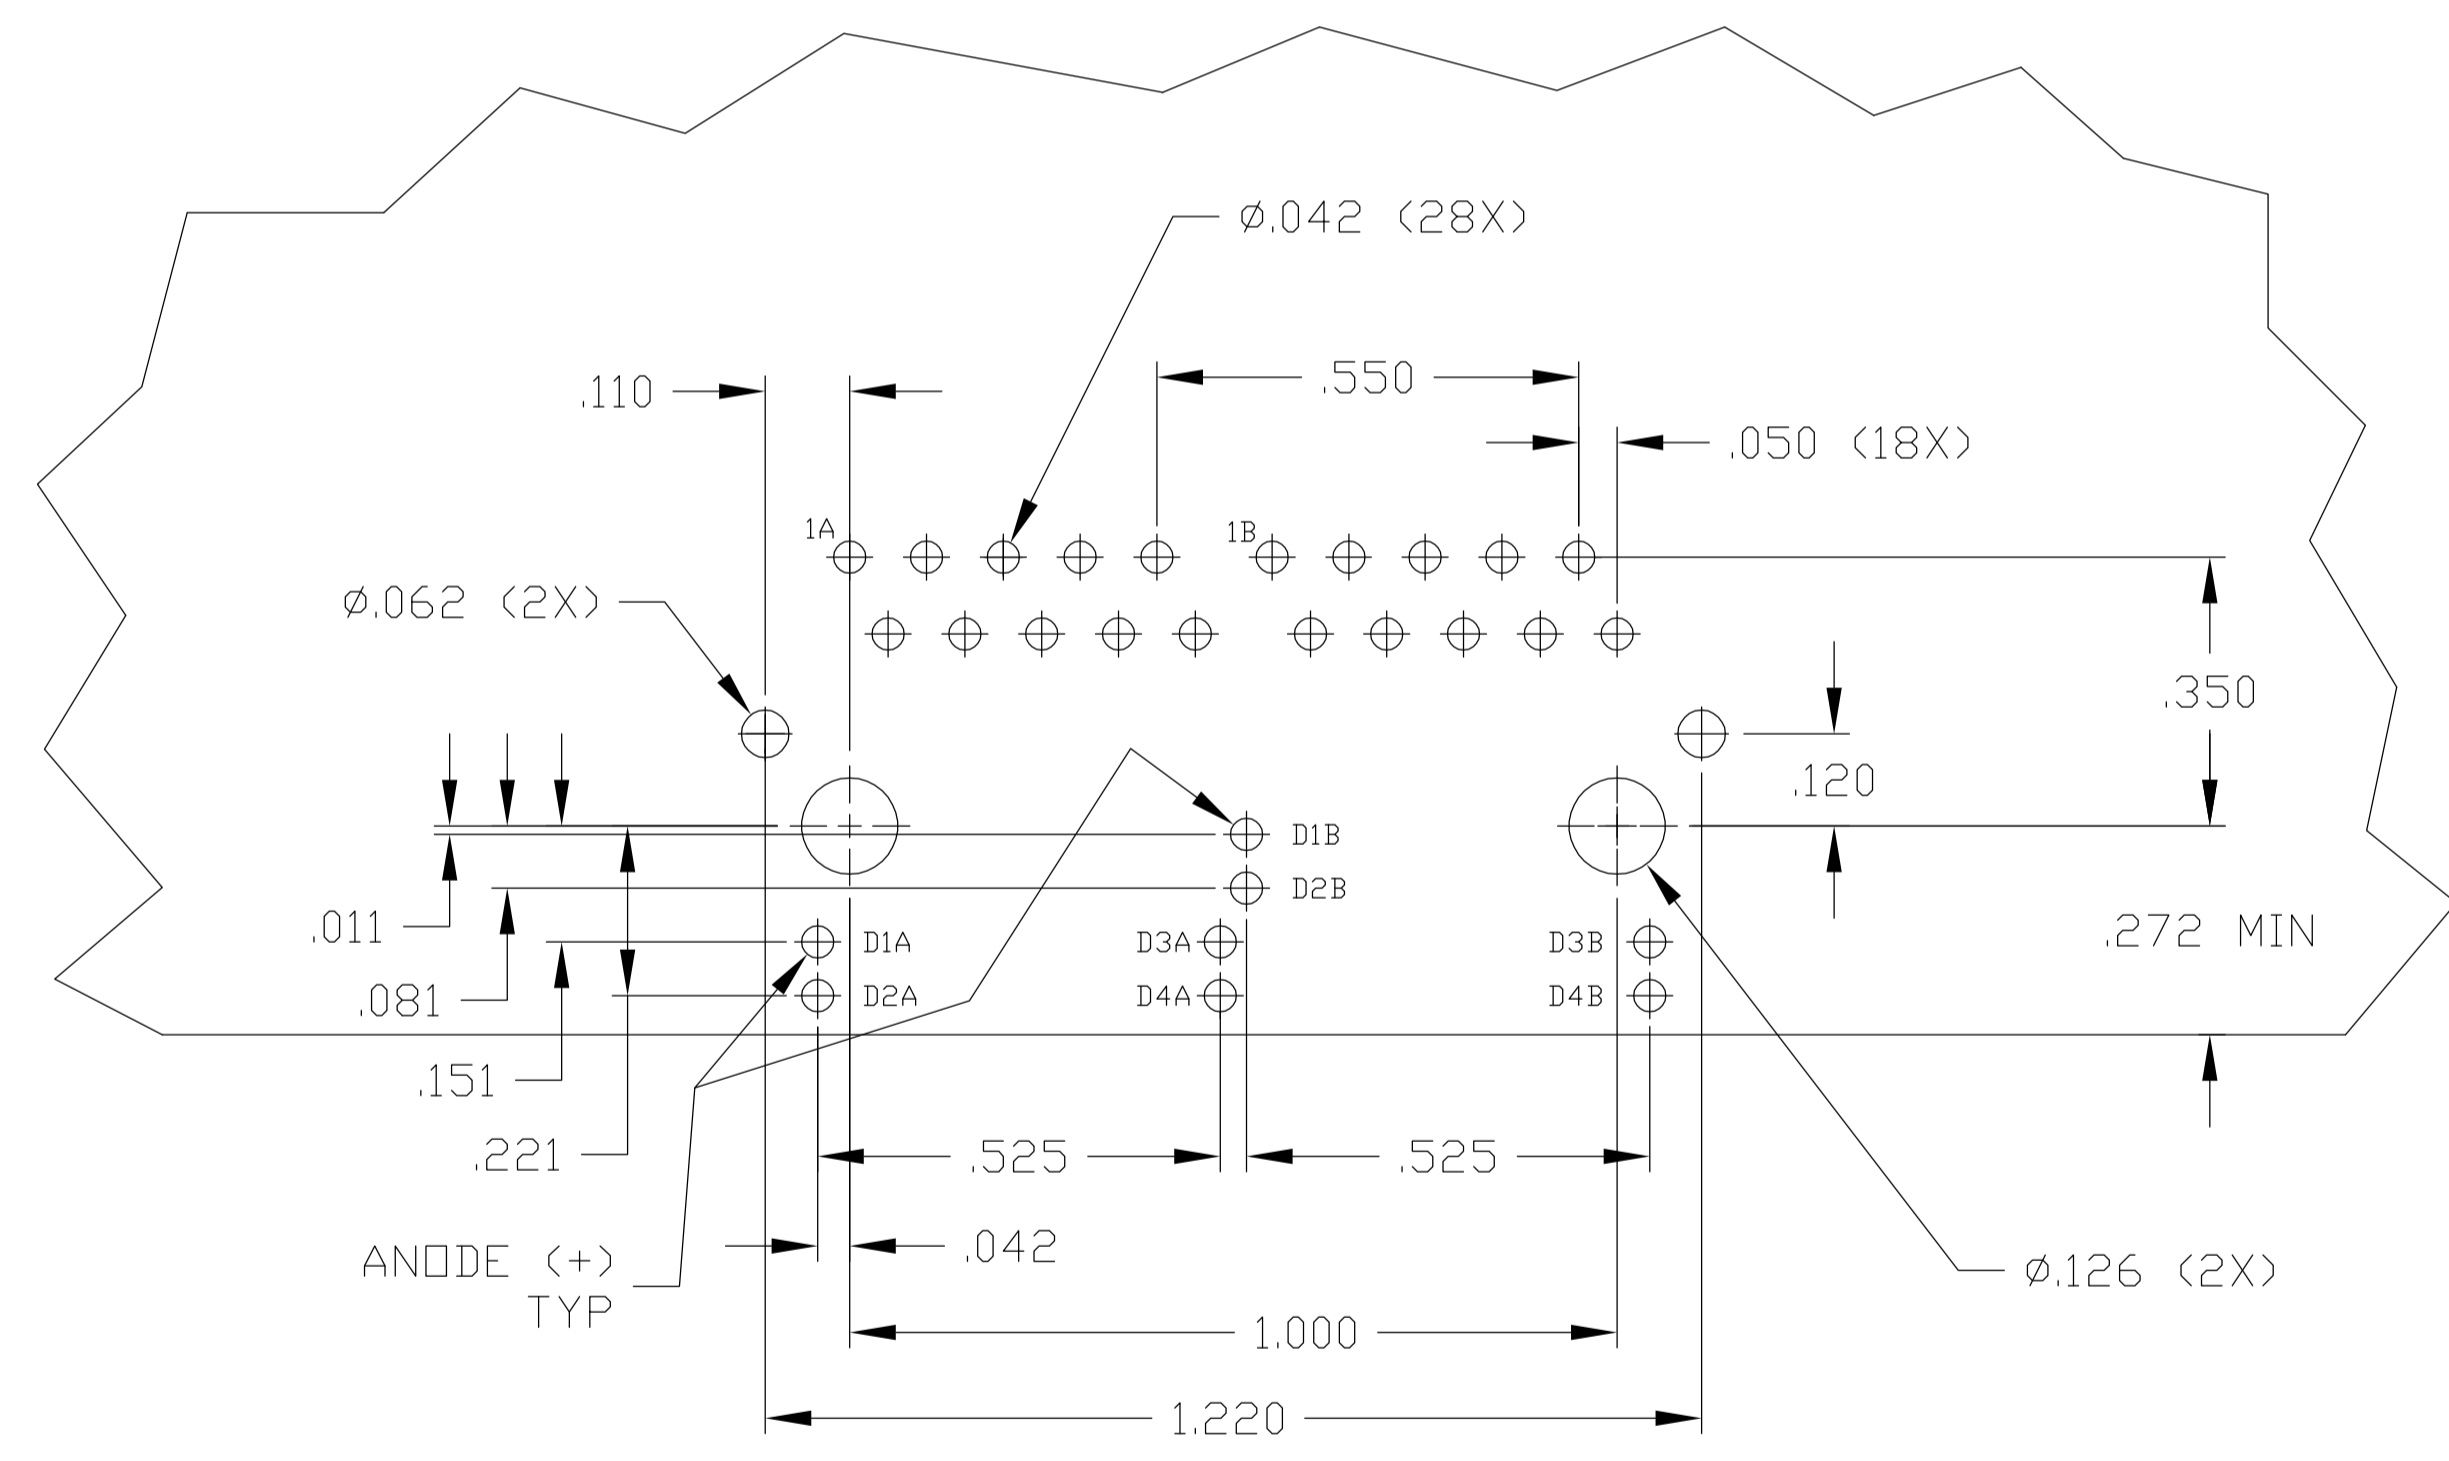 Ø.042 (28X)
.110
.550
.050 (18X)
1A
1B
Ø.062 (2X)
.350
.120
D1B
D2B
.011
D1A
D3A
D3B
.272 MIN
.081
D2A
D4A
D4B
.151
.221
.525
.525
.042
ANODE (+)
TYP
Ø.126 (2X)
1.000
1.220